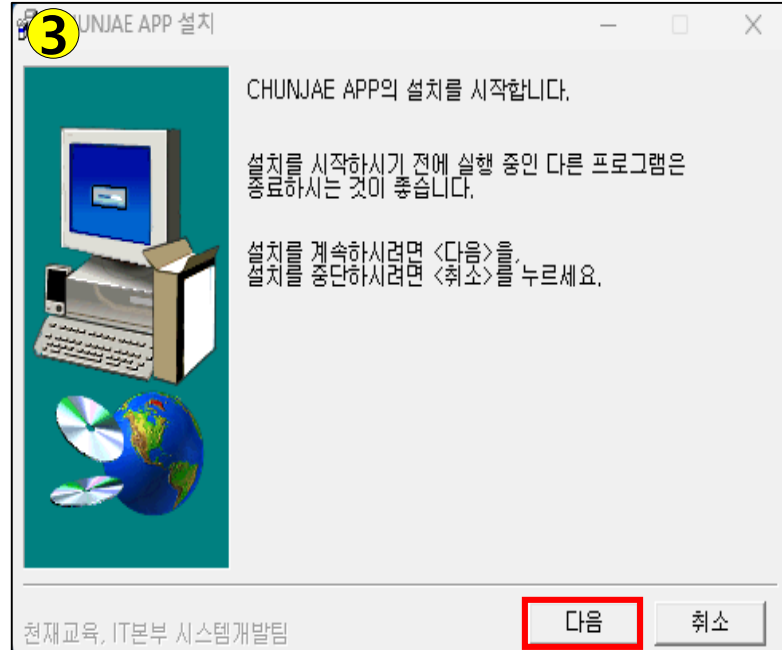 ③ UNJAE APP 설치
CHUNJAE APP의 설치를 시작합니다.
설치를 시작하시기 전에 실행 중인 다른 프로그램은
종료하시는 것이 좋습니다.
설치를 계속하시려면 <다음>을,
설치를 중단하시려면 <취소>를 누르세요.
다음
취소
천재교육, IT본부 시스템개발팀